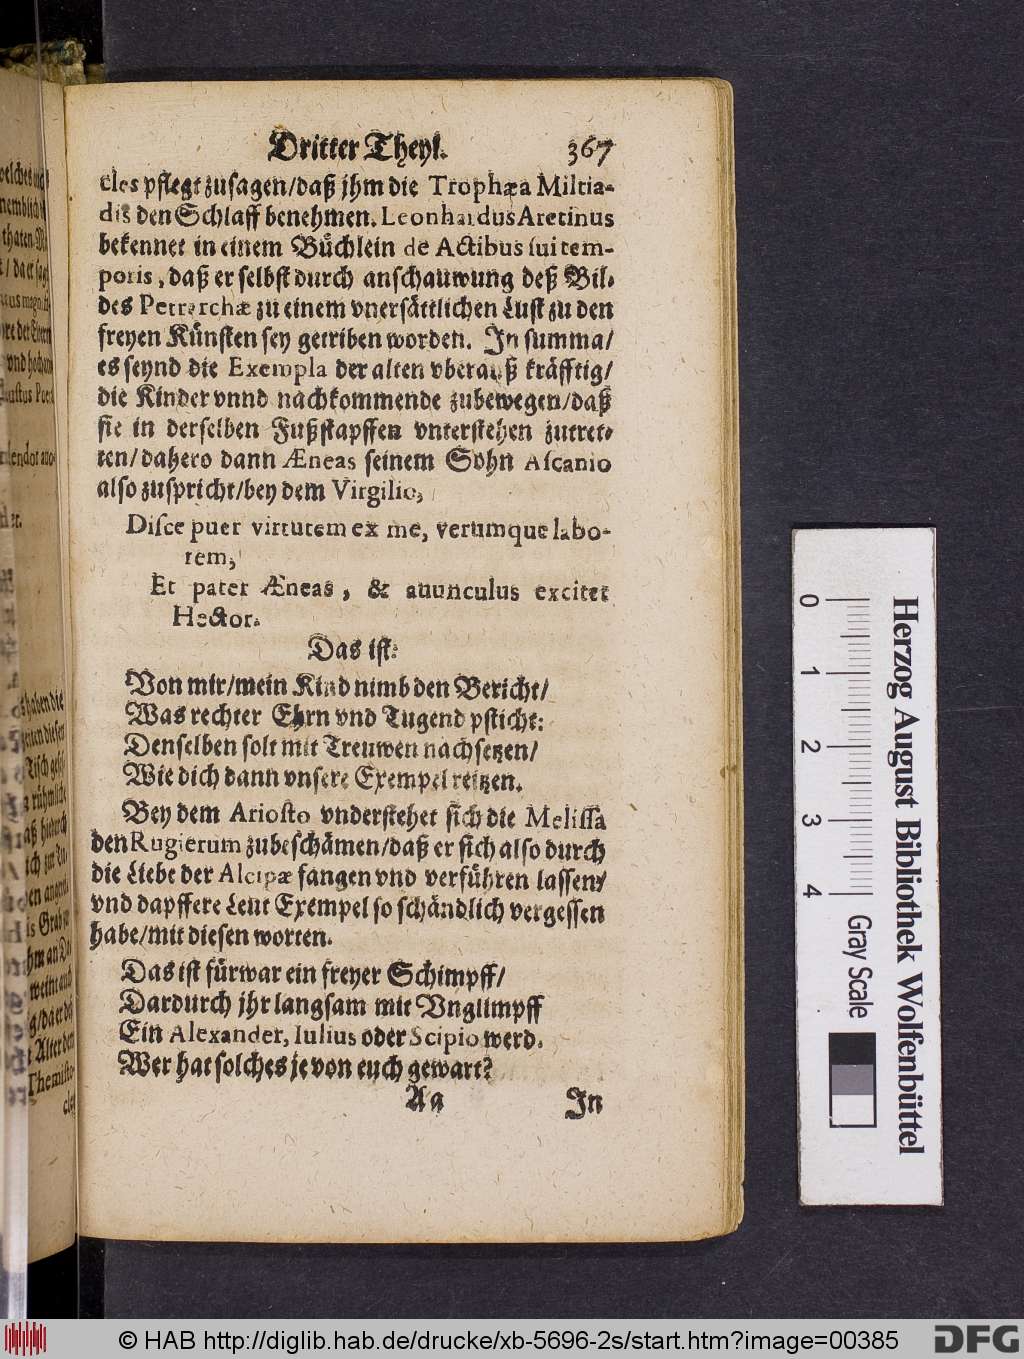 Dritter Theyl. 367
cles pflegt zusagen/daß jhm die Trophæa Miltia-
dis den Schlaff benehmen. Leonhardus Aretinus
bekennet in einem Büchlein de Actibus sui tem-
poris, daß er selbst durch anschauwung deß Bil-
des Petrarchæ zu einem vnersättlichen Lust zu den
freyen Künsten sey getriben worden. In summa/
es seynd die Exempla der alten vberauß kräfftig/
die Kinder vnnd nachkommende zubewegen/daß
sie in derselben Fußstapffen vnterstehen zutret-
ten/dahero dann Æneas seinem Sohn Ascanio
also zuspricht/bey dem Virgilio,
Disce puer virtutem ex me, verumque labo-
rem,
Et pater Æneas, & auunculus excitet
Hector.
Das ist:
Von mir/mein Kind nimb den Bericht/
Was rechter Ehrn vnd Tugend pflicht:
Denselben solt mit Treuwen nachsetzen/
Wie dich dann vnsere Exempel reitzen.
Bey dem Ariosto vnderstehet sich die Melissa
den Rugierum zubeschämen/daß er sich also durch
die Liebe der Alcipæ fangen vnd verführen lassen/
vnd dapffere Leut Exempel so schändlich vergessen
habe/mit diesen worten.
Das ist fürwar ein freyer Schimpff/
Dardurch jhr langsam mit Vnglimpff
Ein Alexander, Iulius oder Scipio werd.
Wer hat solches je von euch gewart?
Aa In
0 1 2 3 4
Herzog August Bibliothek Wolfenbüttel
Gray Scale
© HAB http://diglib.hab.de/drucke/xb-5696-2s/start.htm?image=00385
DFG